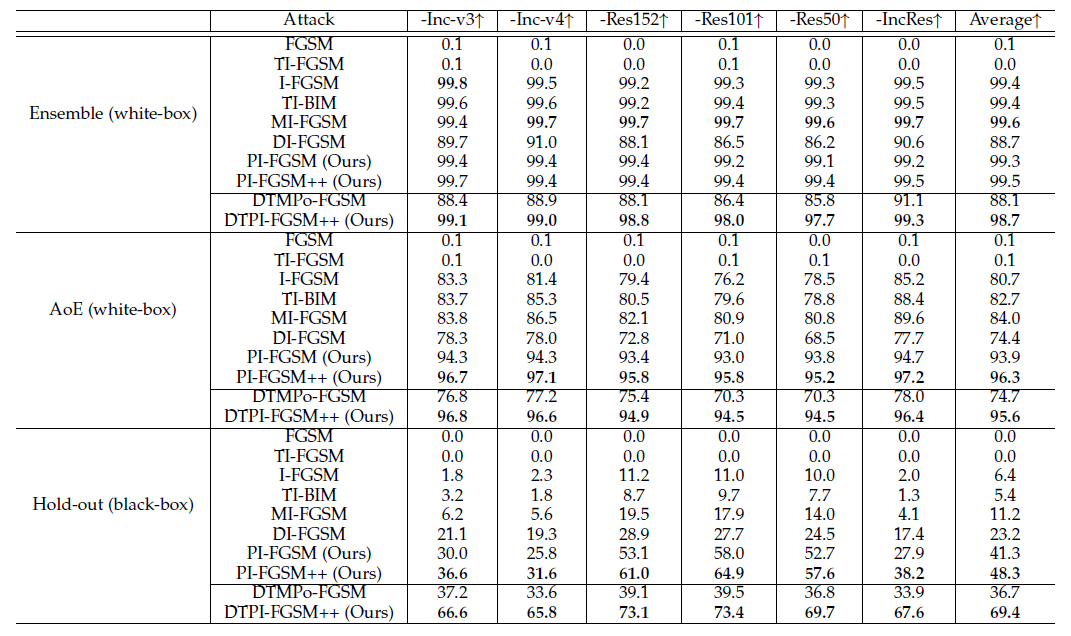 Attack -Inc-v3↑ -Inc-v4↑ -Res152↑ -Res101↑ -Res50↑ -IncRes↑ Average↑
Ensemble (white-box)
FGSM 0.1 0.1 0.0 0.1 0.0 0.0 0.1
TI-FGSM 0.1 0.0 0.0 0.1 0.0 0.0 0.0
I-FGSM 99.8 99.5 99.2 99.3 99.3 99.5 99.4
TI-BIM 99.6 99.6 99.2 99.4 99.3 99.5 99.4
MI-FGSM 99.4 99.7 99.7 99.7 99.6 99.7 99.6
DI-FGSM 89.7 91.0 88.1 86.5 86.2 90.6 88.7
PI-FGSM (Ours) 99.4 99.4 99.4 99.2 99.1 99.2 99.3
PI-FGSM++ (Ours) 99.7 99.4 99.4 99.4 99.4 99.5 99.5
DTMPo-FGSM 88.4 88.9 88.1 86.4 85.8 91.1 88.1
DTPI-FGSM++ (Ours) 99.1 99.0 98.8 98.0 97.7 99.3 98.7
AoE (white-box)
FGSM 0.1 0.1 0.1 0.1 0.0 0.1 0.1
TI-FGSM 0.1 0.0 0.0 0.1 0.1 0.0 0.1
I-FGSM 83.3 81.4 79.4 76.2 78.5 85.2 80.7
TI-BIM 83.7 85.3 80.5 79.6 78.8 88.4 82.7
MI-FGSM 83.8 86.5 82.1 80.9 80.8 89.6 84.0
DI-FGSM 78.3 78.0 72.8 71.0 68.5 77.7 74.4
PI-FGSM (Ours) 94.3 94.3 93.4 93.0 93.8 94.7 93.9
PI-FGSM++ (Ours) 96.7 97.1 95.8 95.8 95.2 97.2 96.3
DTMPo-FGSM 76.8 77.2 75.4 70.3 70.3 78.0 74.7
DTPI-FGSM++ (Ours) 96.8 96.6 94.9 94.5 94.5 96.4 95.6
Hold-out (black-box)
FGSM 0.0 0.0 0.0 0.0 0.0 0.0 0.0
TI-FGSM 0.0 0.0 0.0 0.0 0.0 0.0 0.0
I-FGSM 1.8 2.3 11.2 11.0 10.0 2.0 6.4
TI-BIM 3.2 1.8 8.7 9.7 7.7 1.3 5.4
MI-FGSM 6.2 5.6 19.5 17.9 14.0 4.1 11.2
DI-FGSM 21.1 19.3 28.9 27.7 24.5 17.4 23.2
PI-FGSM (Ours) 30.0 25.8 53.1 58.0 52.7 27.9 41.3
PI-FGSM++ (Ours) 36.6 31.6 61.0 64.9 57.6 38.2 48.3
DTMPo-FGSM 37.2 33.6 39.1 39.5 36.8 33.9 36.7
DTPI-FGSM++ (Ours) 66.6 65.8 73.1 73.4 69.7 67.6 69.4